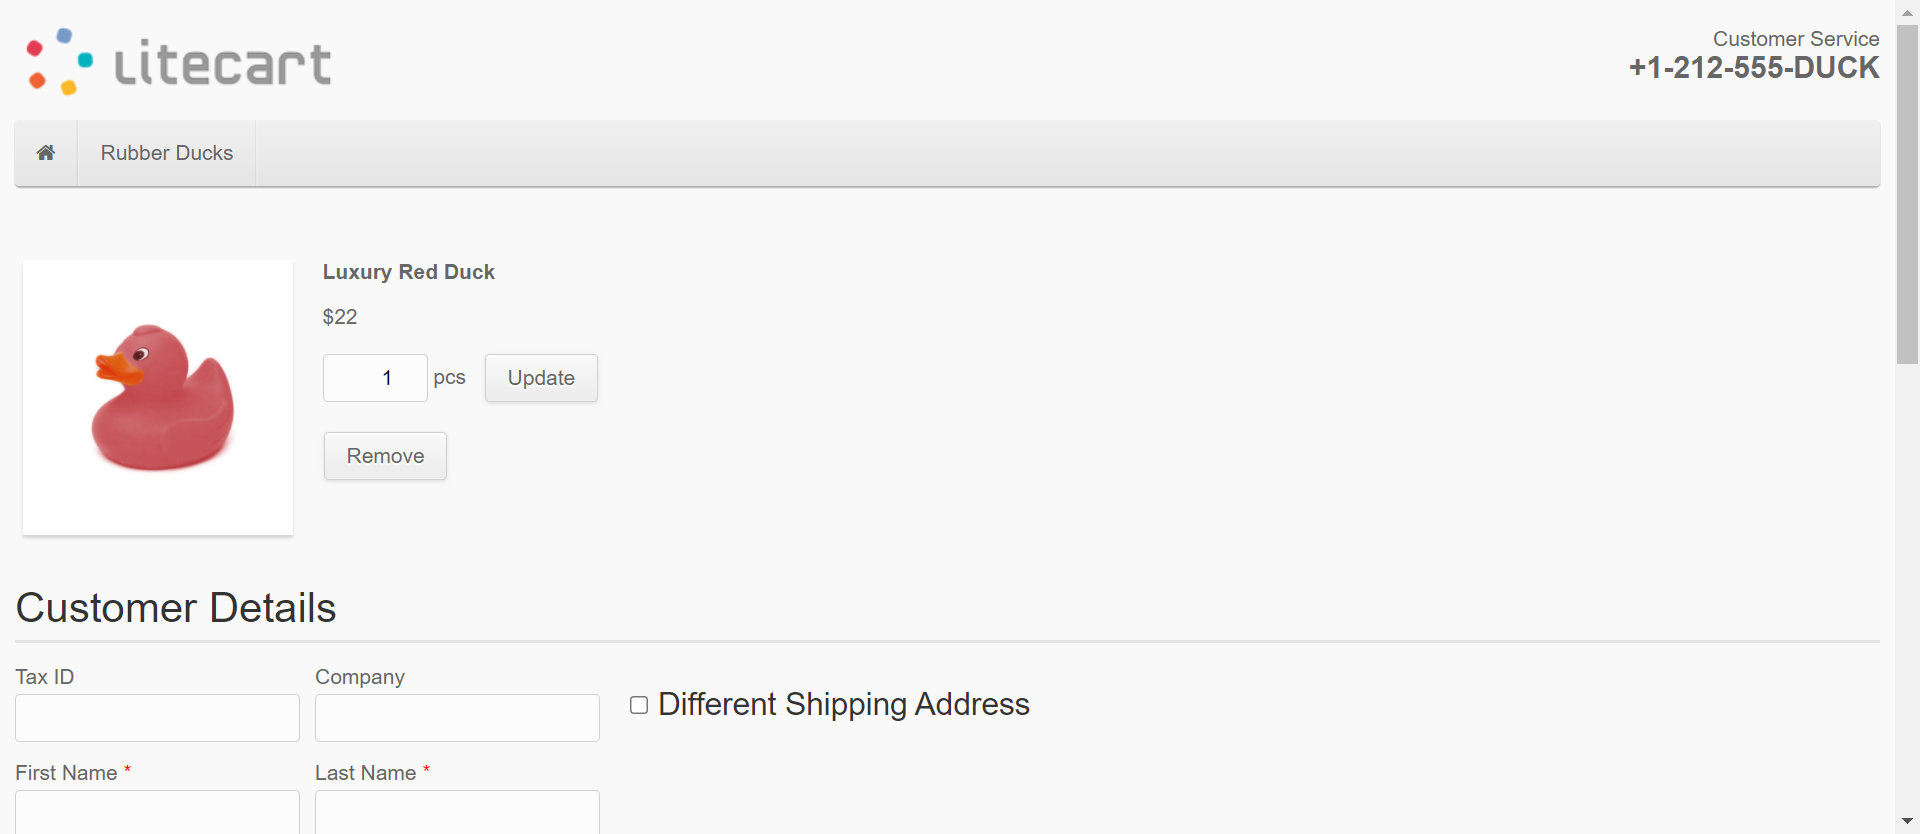 Litecart
Customer Service
+1-212-555-DUCK
Rubber Ducks
Luxury Red Duck
$22
1 pcs Update
Remove
Customer Details
Tax ID Company
Different Shipping Address
First Name * Last Name *